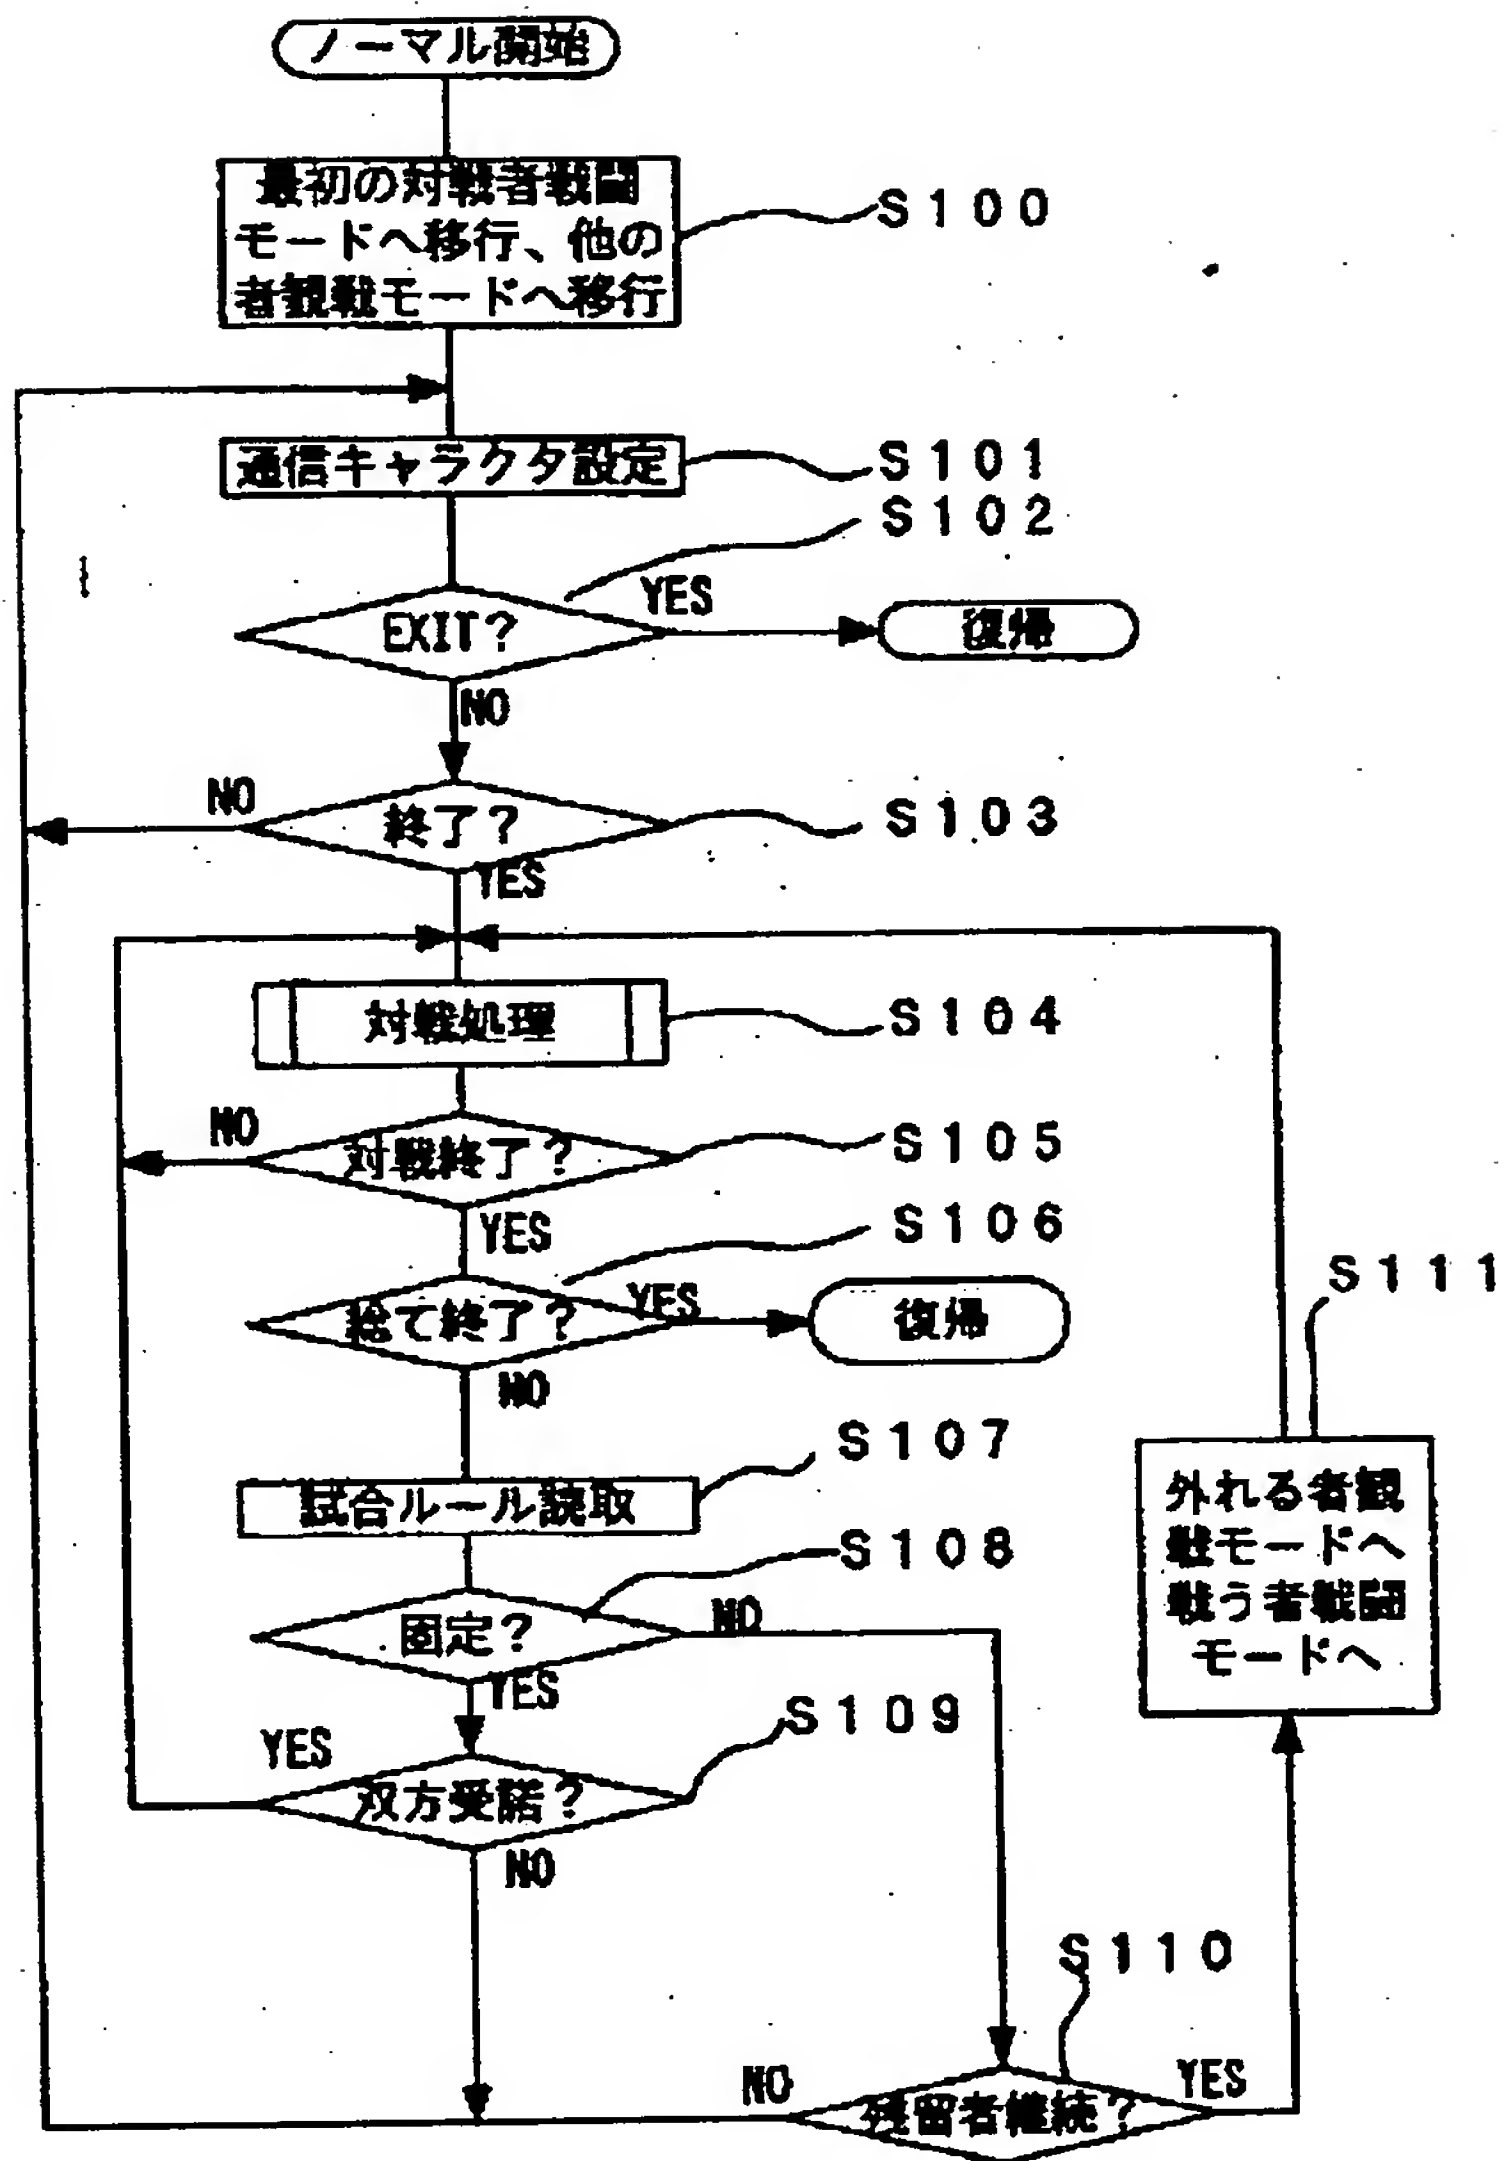 ノーマル開始
最初の対戦者戦闘
モードへ移行、他の
者観戦モードへ移行
S100
通信キャラクタ設定
S101
S102
EXIT?
YES
復帰
NO
NO
終了?
S103
YES
対戦処理
S104
NO
対戦終了?
S105
YES
S106
総て終了?
YES
復帰
NO
S111
試合ルール読取
S107
S108
固定?
NO
YES
外れる者観
戦モードへ
戦う者戦闘
モードへ
S109
YES
双方受諾?
NO
S110
NO
残留者継続?
YES